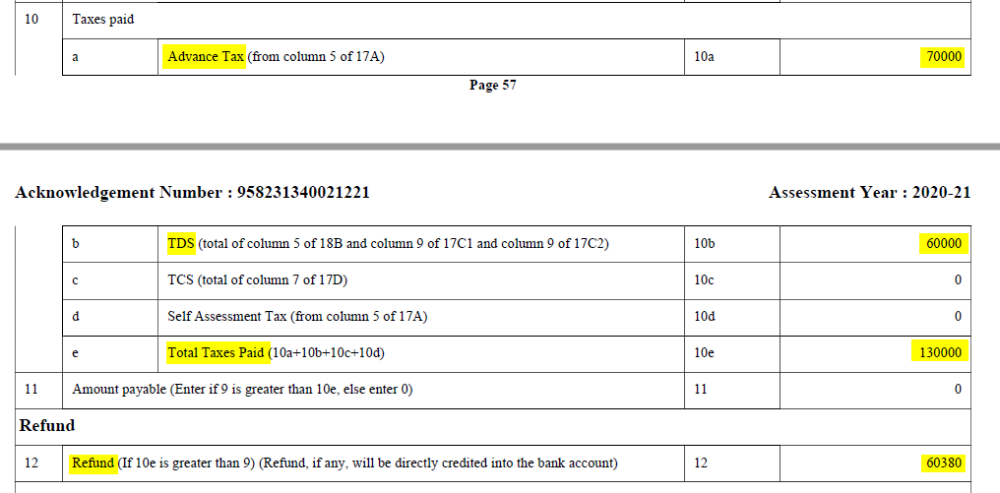 10 Taxes paid
a Advance Tax (from column 5 of 17A) 10a 70000
Page 57
Acknowledgement Number : 958231340021221 Assessment Year : 2020-21
b TDS (total of column 5 of 18B and column 9 of 17C1 and column 9 of 17C2) 10b 60000
c TCS (total of column 7 of 17D) 10c 0
d Self Assessment Tax (from column 5 of 17A) 10d 0
e Total Taxes Paid (10a+10b+10c+10d) 10e 130000
11 Amount payable (Enter if 9 is greater than 10e, else enter 0) 11 0
Refund
12 Refund (If 10e is greater than 9) (Refund, if any, will be directly credited into the bank account) 12 60380